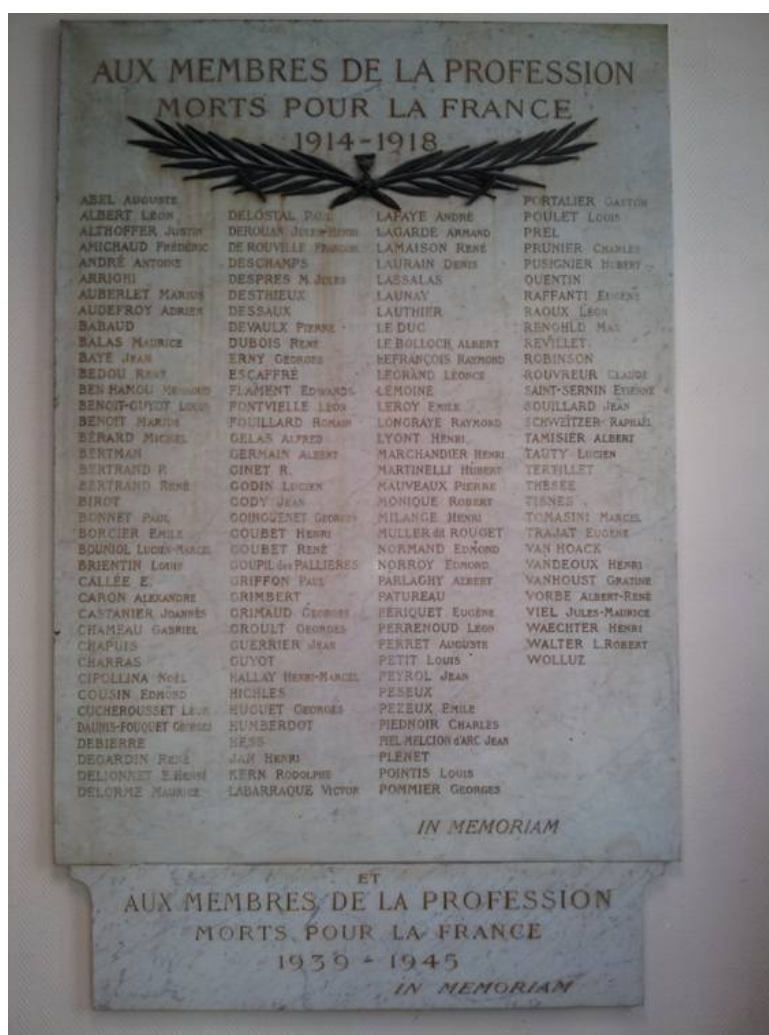 AUX MEMBRES DE LA PROFESSION
MORTS POUR LA FRANCE
1914-1918
ABEL AUGUSTE
ALBERT LÉON
ALTHOFFER JUSTIN
AMICHAUD FRÉDÉRIC
ANDRÉ ANTOINE
ARRIGHI
AUBERLET MARIUS
AUDEFROY ADRIEN
BABAUD
BALAS MAURICE
BAYE JEAN
BEDOU RENÉ
BEN HAMOU
BENOIT-GUYOT LOUIS
BENOIT MARIUS
BÉRARD MICHEL
BERTMAN
BERTRAND P.
BERTRAND RENÉ
BIROT
BONNET PAUL
BORCIER EMILE
BOUNIOL LUCIEN-MARCEL
BRIENTIN LOUIS
CALLÉE E.
CARON ALEXANDRE
CASTANIER JOANNÈS
CHAMEAU GABRIEL
CHAPUIS
CHARRAS
CIPOLLINA NOËL
COUSIN EDMOND
CUCHEROUSSET LÉON
DAUNIS-FOUQUET GEORGES
DEBIERRE
DEGARDIN RENÉ
DELIONNET E. HENRI
DELORME MAURICE
DELOSTAL PAUL
DEROUAN JULES-HENRI
DE ROUVILLE FRANÇOIS
DESCHAMPS
DESPRES M. JULES
DESTHIEUX
DESSAUX
DEVAULX PIERRE
DUBOIS RENÉ
ERNY GEORGES
ESCAFFRÉ
FLAMENT EDWARDS
FONTVIELLE LÉON
FOUILLARD ROMAIN
GELAS ALFRED
GERMAIN ALBERT
GINET R.
GODIN LUCIEN
GODY JEAN
GOINGUENET GEORGES
GOUBET HENRI
GOUBET RENÉ
GOUPIL des PALLIÈRES
GRIFFON PAUL
GRIMBERT
GRIMAUD GEORGES
GROULT GEORGES
GUERRIER JEAN
GUYOT
HALLAY HENRI-MARCEL
HICHLES
HUGUET GEORGES
HUMBERDOT
HESS
JAN HENRI
KERN RODOLPHE
LABARRAQUE VICTOR
LAFAYE ANDRÉ
LAGARDE ARMAND
LAMAISON RENÉ
LAURAIN DENIS
LASSALAS
LAUNAY
LAUTHIER
LE DUC
LE BOLLOCH ALBERT
LEFRANÇOIS RAYMOND
LEGRAND LÉONCE
LEMOINE
LEROY EMILE
LONGRAYE RAYMOND
LYONT HENRI
MARCHANDIER HENRI
MARTINELLI HUBERT
MAUVEAUX PIERRE
MONIQUE ROBERT
MILANGE HENRI
MULLER dit ROUGET
NORMAND EDMOND
NORROY EDMOND
PARLAGHY ALBERT
PATUREAU
PÉRIQUET EUGÈNE
PERRENOUD LÉON
PERRET AUGUSTE
PETIT LOUIS
PEYROL JEAN
PESEUX
PEZEUX EMILE
PIEDNOIR CHARLES
PIEL-MELCION d'ARC JEAN
PLENET
POINTIS LOUIS
POMMIER GEORGES
PORTALIER GASTON
POULET LOUIS
PREL
PRUNIER CHARLES
PUSIGNIER HUBERT
QUENTIN
RAFFANTI EUGÈNE
RAOUX LÉON
RENGHLD MAX
REVILLET
ROBINSON
ROUVREUR CLAUDE
SAINT-SERNIN ETIENNE
SOUILLARD JEAN
SCHWEITZER RAPHAËL
TAMISIER ALBERT
TAUTY LUCIEN
TERTILLET
THÉSÉE
TISNÈS
TOMASINI MARCEL
TRAJAT EUGÈNE
VAN HOACK
VANDEOUX HENRI
VANHOUST GRATINE
VORBE ALBERT-RENÉ
VIEL JULES-MAURICE
WAECHTER HENRI
WALTER L. ROBERT
WOLLUZ
IN MEMORIAM
ET
AUX MEMBRES DE LA PROFESSION
MORTS POUR LA FRANCE
1939 - 1945
IN MEMORIAM